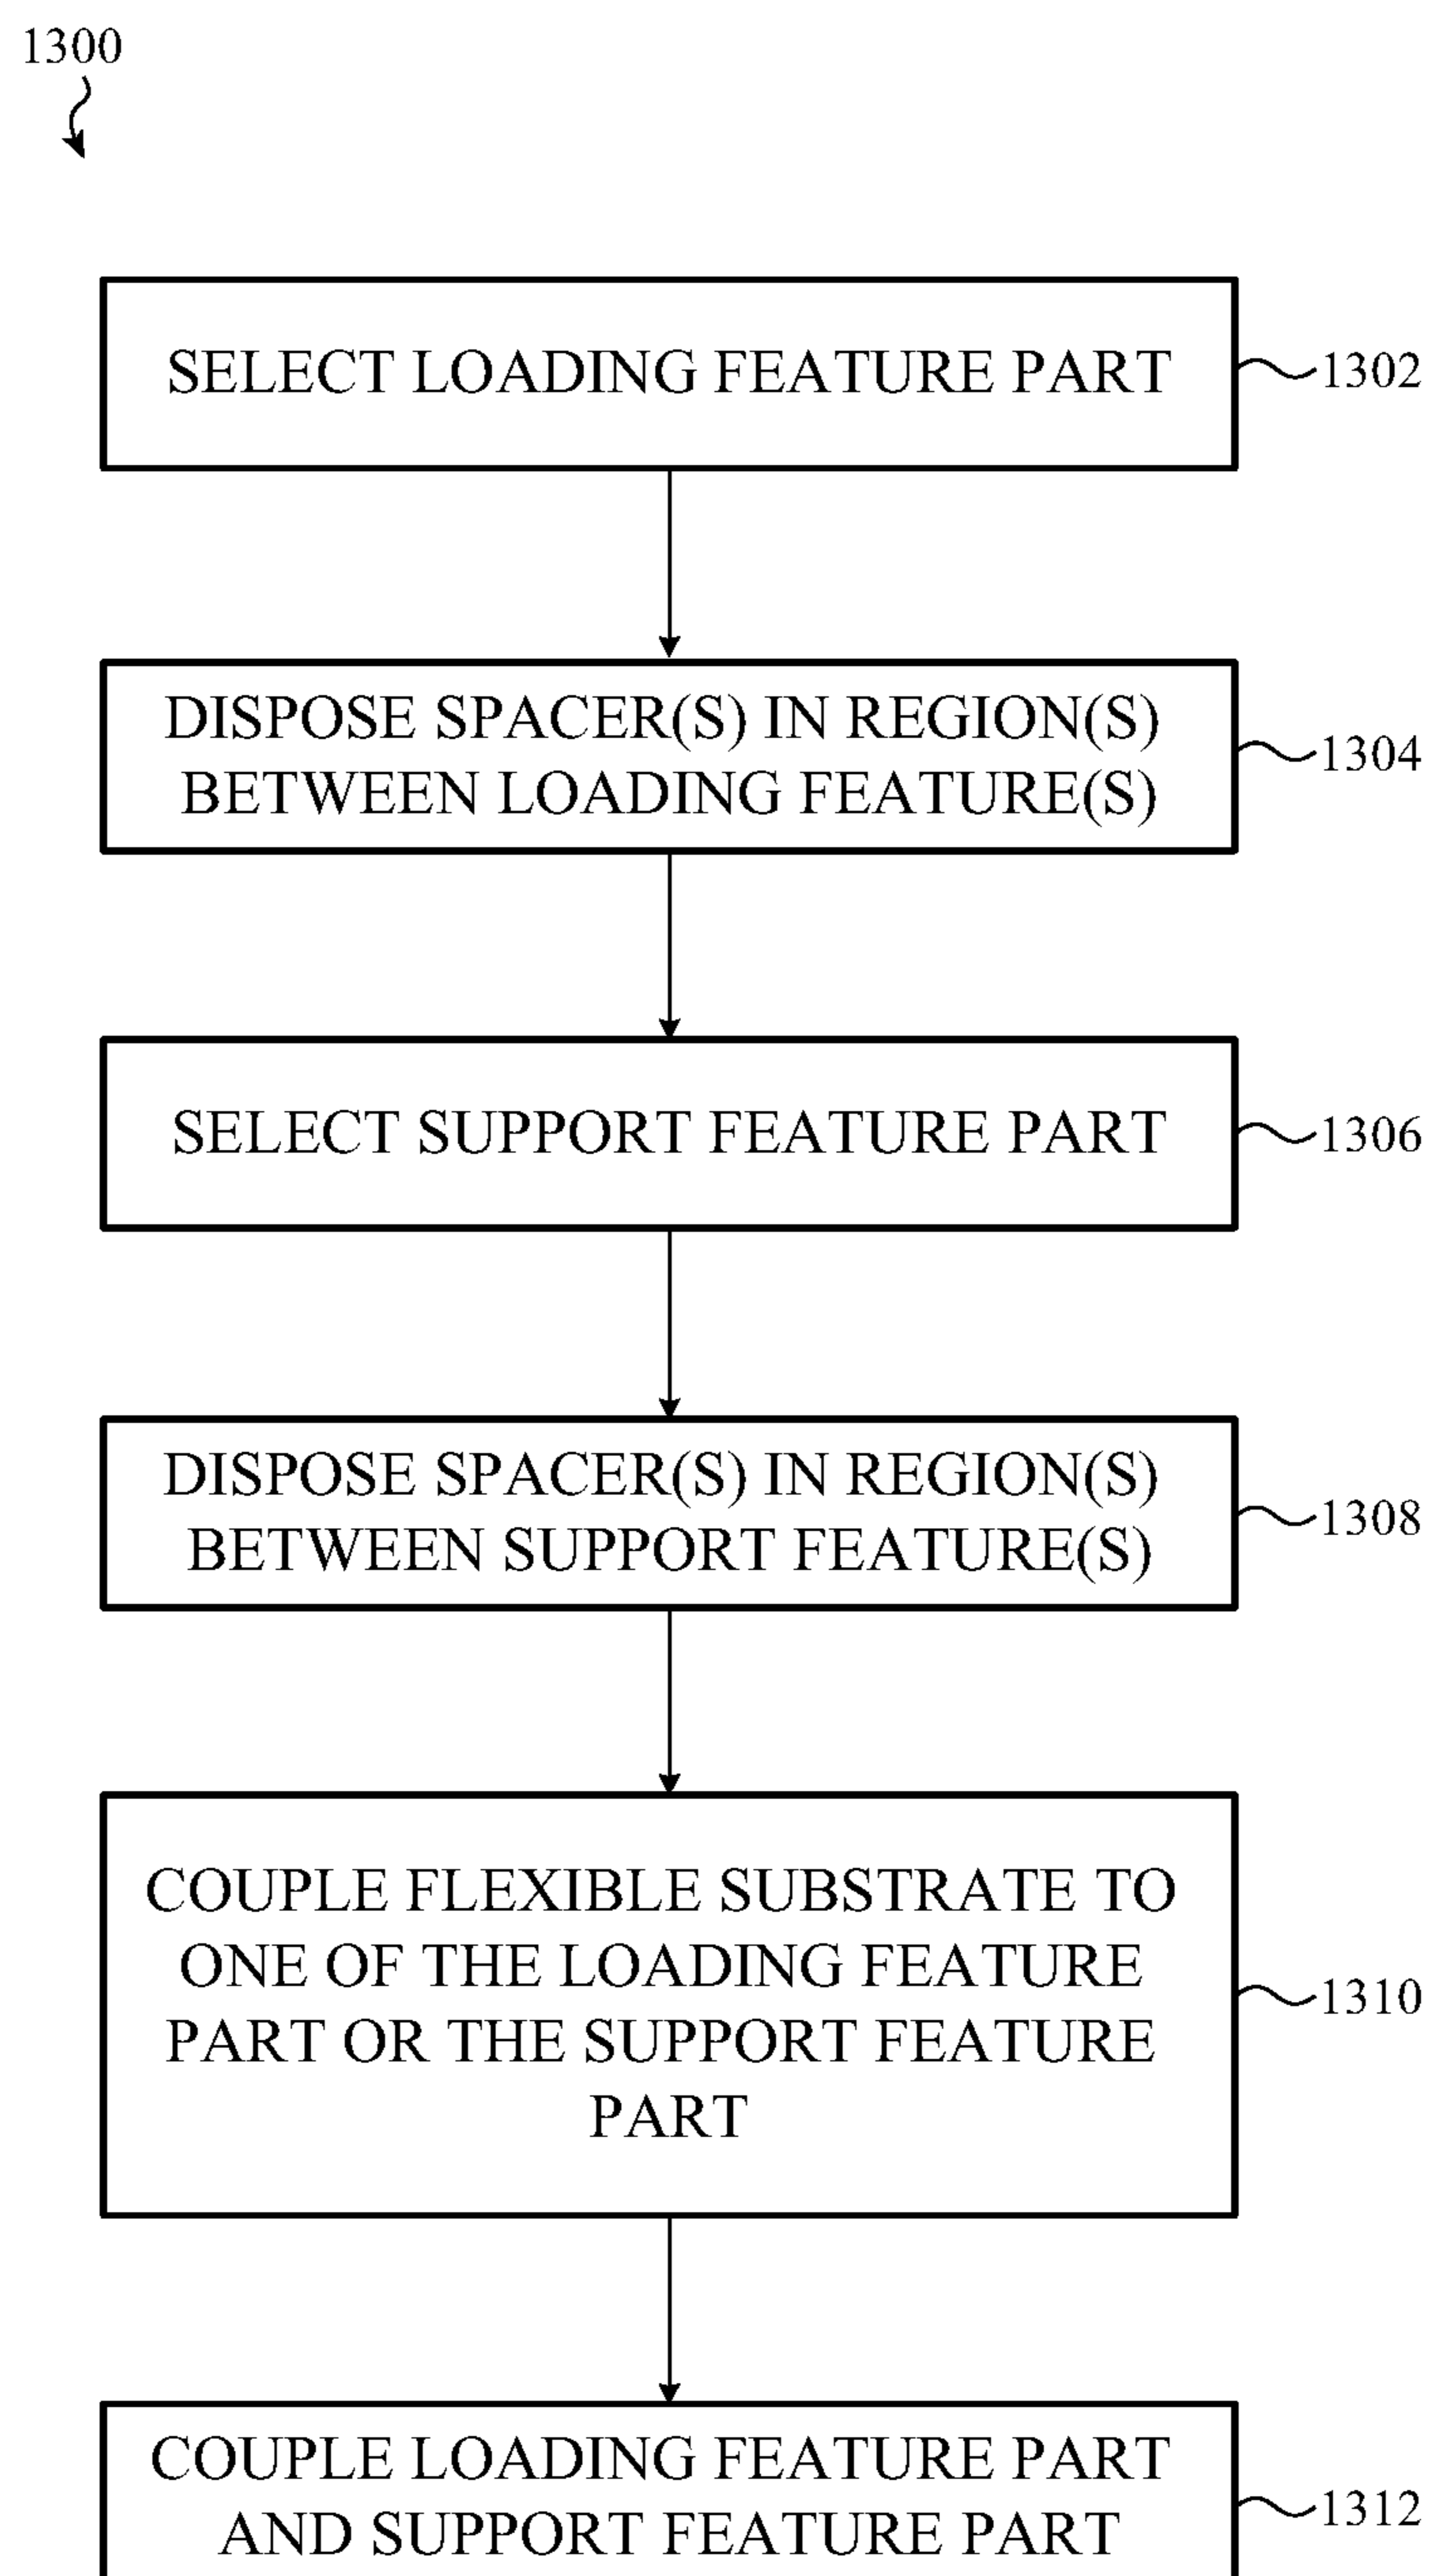 1300
SELECT LOADING FEATURE PART
1302
DISPOSE SPACER(S) IN REGION(S)
BETWEEN LOADING FEATURE(S)
1304
SELECT SUPPORT FEATURE PART
1306
DISPOSE SPACER(S) IN REGION(S)
BETWEEN SUPPORT FEATURE(S)
1308
COUPLE FLEXIBLE SUBSTRATE TO
ONE OF THE LOADING FEATURE
PART OR THE SUPPORT FEATURE
PART
1310
COUPLE LOADING FEATURE PART
AND SUPPORT FEATURE PART
1312